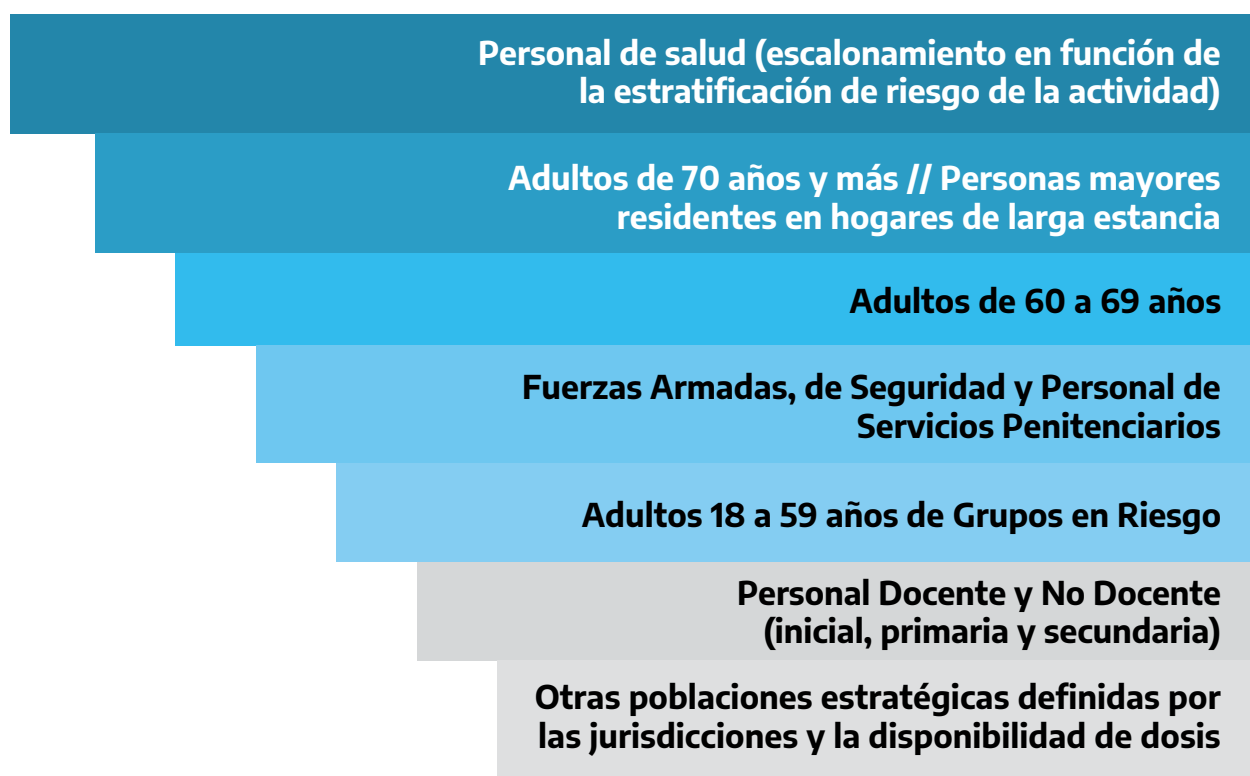 Personal de salud (escalonamiento en función de
la estratificación de riesgo de la actividad)
Adultos de 70 años y más // Personas mayores
residentes en hogares de larga estancia
Adultos de 60 a 69 años
Fuerzas Armadas, de Seguridad y Personal de
Servicios Penitenciarios
Adultos 18 a 59 años de Grupos en Riesgo
Personal Docente y No Docente
(inicial, primaria y secundaria)
Otras poblaciones estratégicas definidas por
las jurisdicciones y la disponibilidad de dosis